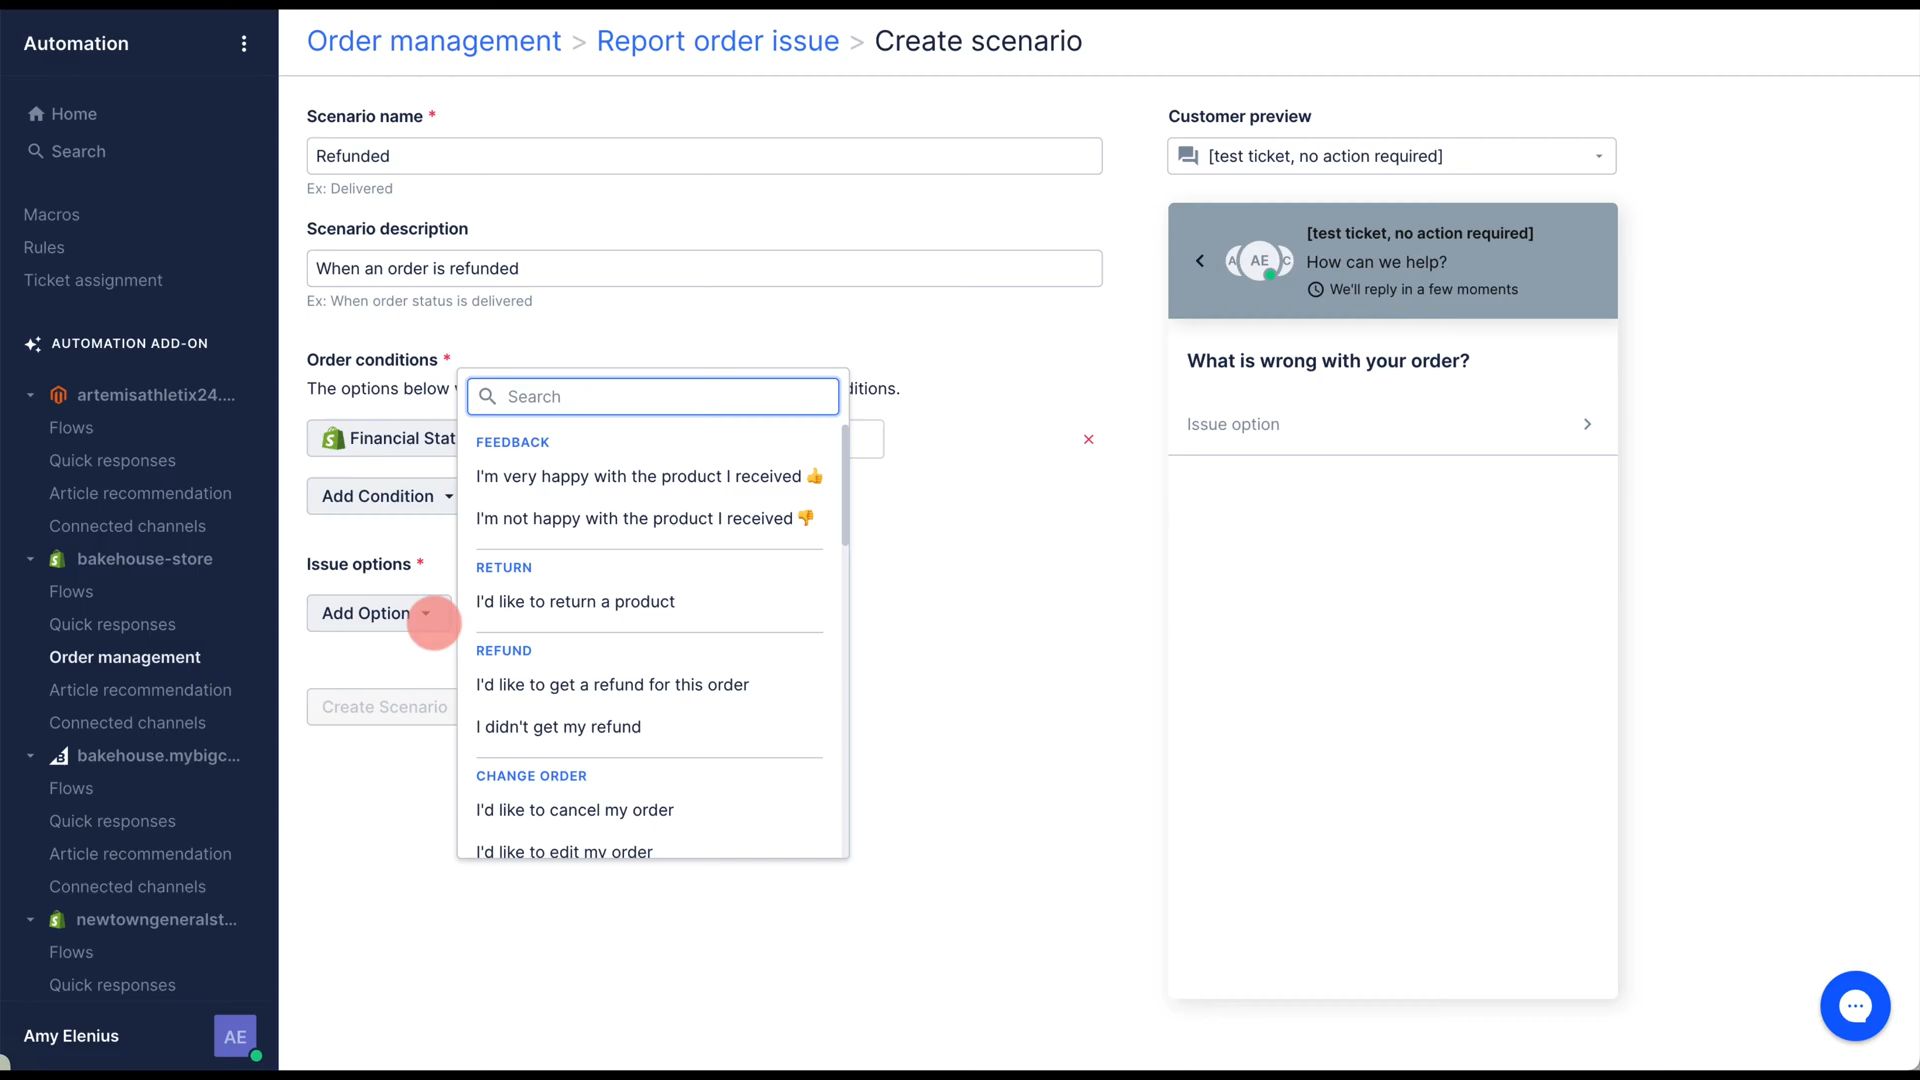 Automation
Home
Search
Macros
Rules
Ticket assignment
AUTOMATION ADD-ON
artemisathletix24....
Flows
Quick responses
Article recommendation
Connected channels
bakehouse-store
Flows
Quick responses
Order management
Article recommendation
Connected channels
bakehouse.mybigc...
Flows
Quick responses
Article recommendation
Connected channels
newtowngeneralst...
Flows
Quick responses
Amy Elenius
AE
Order management > Report order issue > Create scenario
Scenario name *
Refunded
Ex: Delivered
Scenario description
When an order is refunded
Ex: When order status is delivered
Order conditions *
The options below
ditions.
Financial Stat
Add Condition
Issue options *
Add Option
Create Scenario
Search
FEEDBACK
I'm very happy with the product I received 👍
I'm not happy with the product I received 👎
RETURN
I'd like to return a product
REFUND
I'd like to get a refund for this order
I didn't get my refund
CHANGE ORDER
I'd like to cancel my order
I'd like to edit my order
Customer preview
[test ticket, no action required]
A AE C
[test ticket, no action required]
How can we help?
We'll reply in a few moments
What is wrong with your order?
Issue option